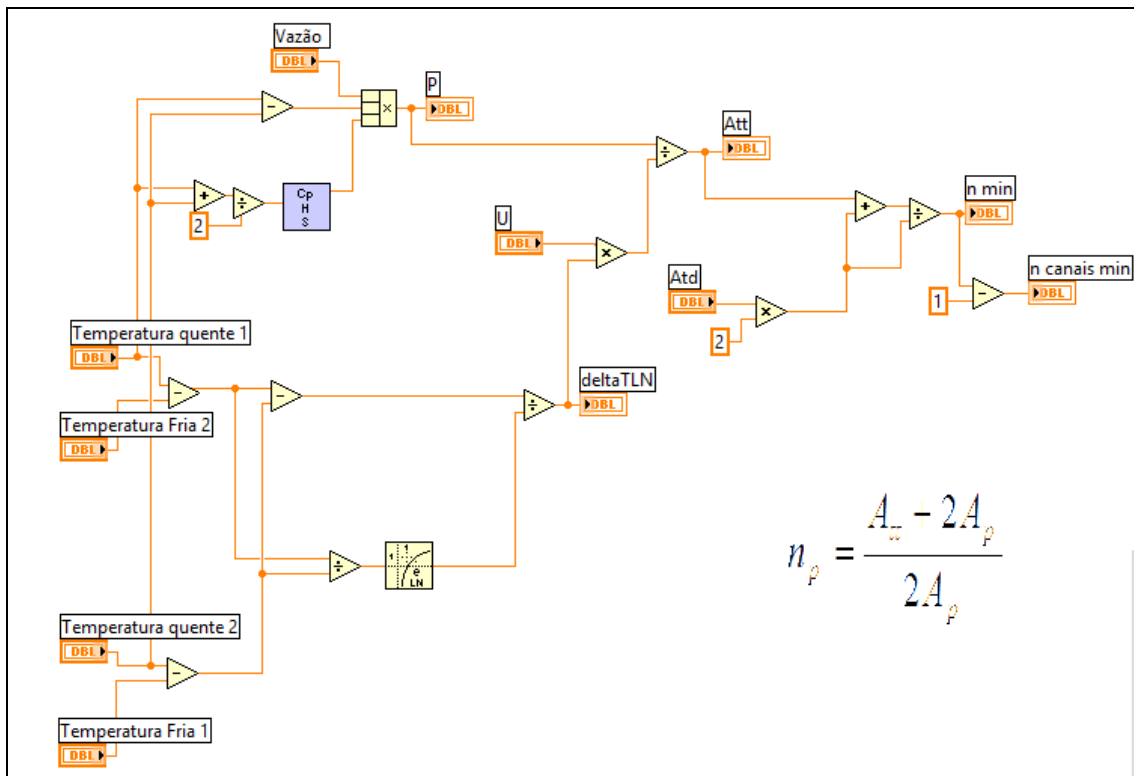 Vazão
DBL
P
DBL
Cp
H
S
2
U
DBL
Att
DBL
n min
DBL
Atd
DBL
2
1
n canais min
DBL
Temperatura quente 1
DBL
Temperatura Fria 2
DBL
deltaTLN
DBL
1 1
e
LN
Temperatura quente 2
DBL
Temperatura Fria 1
DBL